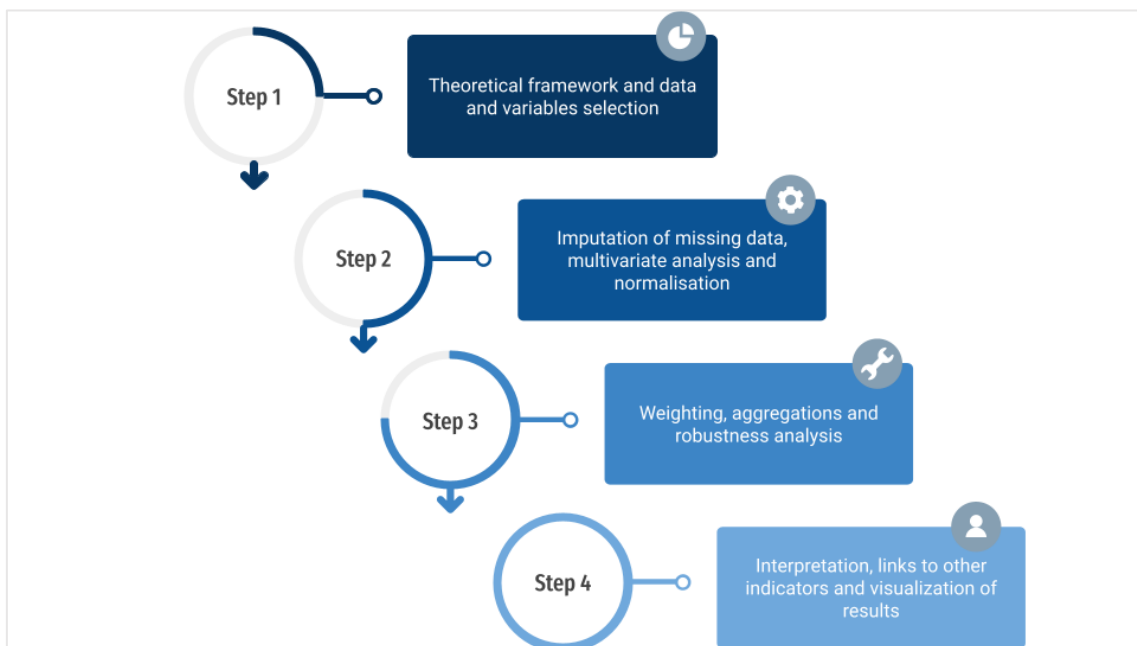 Step 1
Theoretical framework and data
and variables selection
Step 2
Imputation of missing data,
multivariate analysis and
normalisation
Step 3
Weighting, aggregations and
robustness analysis
Step 4
Interpretation, links to other
indicators and visualization of
results